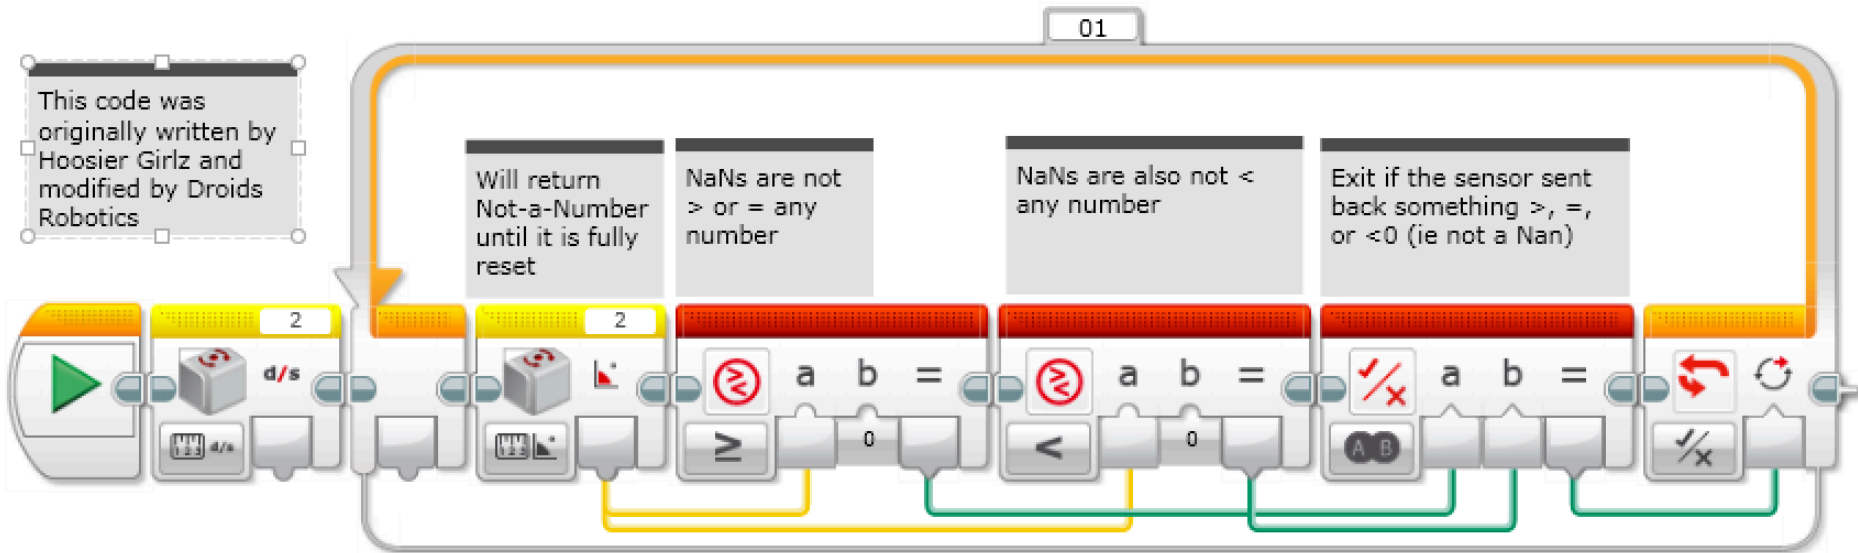 01
This code was
originally written by
Hoosier Girlz and
modified by Droids
Robotics
Will return
Not-a-Number
until it is fully
reset
NaNs are not
> or = any
number
NaNs are also not <
any number
Exit if the sensor sent
back something >, =,
or <0 (ie not a Nan)
2
d/s
123 d/s
2
123
a b =
≥ 0
a b =
< 0
a b =
A B